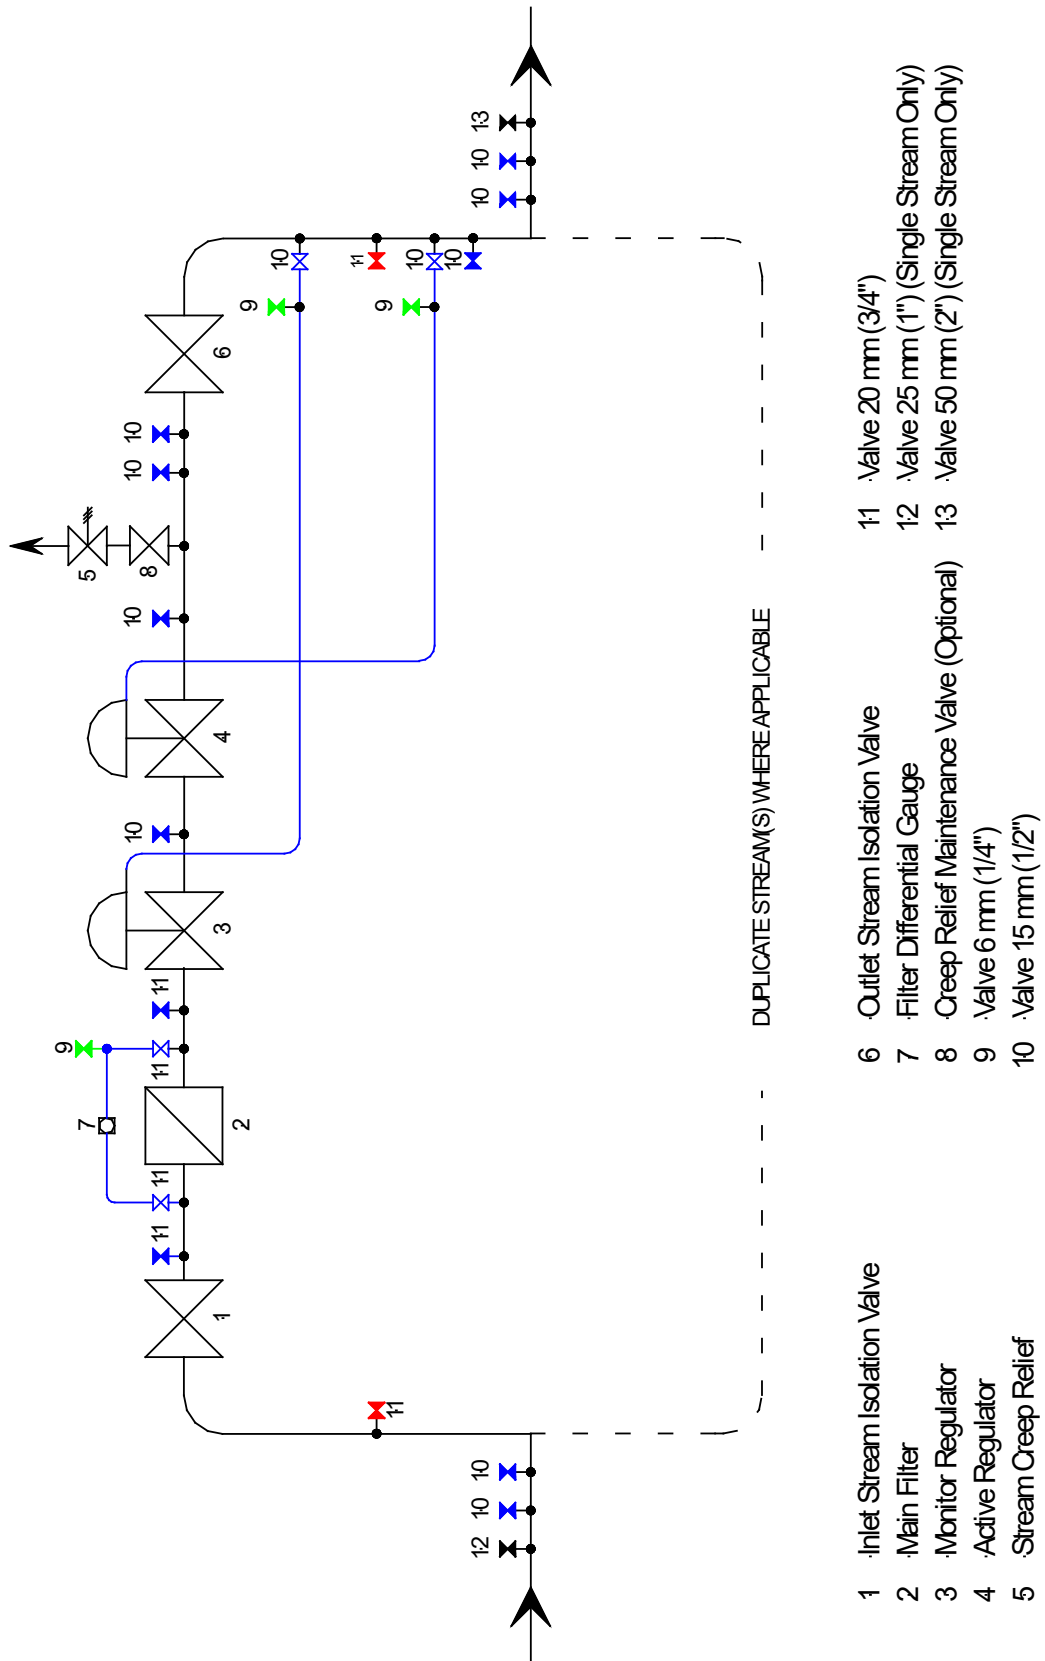 12
10
10
11
1
11
11
2
7
9
11
11
3
10
4
10
5
8
10
10
6
9
10
11
9
10
10
10
10
13
DUPLICATE STREAM(S) WHERE APPLICABLE
1 Inlet Stream Isolation Valve
2 Main Filter
3 Monitor Regulator
4 Active Regulator
5 Stream Creep Relief
6 Outlet Stream Isolation Valve
7 Filter Differential Gauge
8 Creep Relief Maintenance Valve (Optional)
9 Valve 6 mm (1/4")
10 Valve 15 mm (1/2")
11 Valve 20 mm (3/4")
12 Valve 25 mm (1") (Single Stream Only)
13 Valve 50 mm (2") (Single Stream Only)